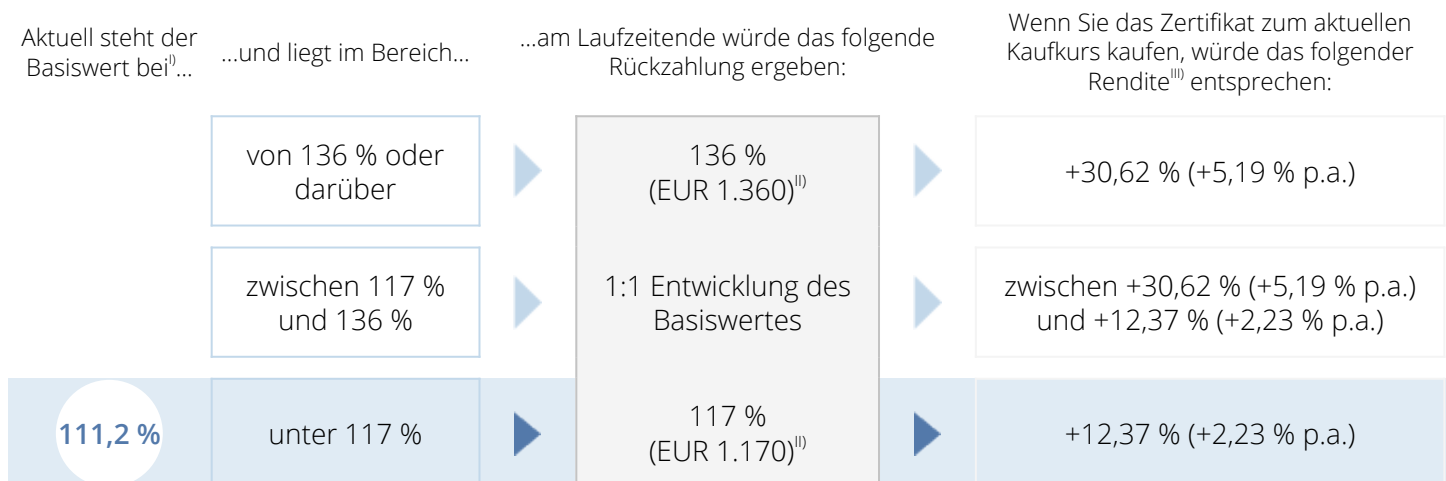 Aktuell steht der
Basiswert bei^I)...
...und liegt im Bereich...
...am Laufzeitende würde das folgende
Rückzahlung ergeben:
Wenn Sie das Zertifikat zum aktuellen
Kaufkurs kaufen, würde das folgender
Rendite^III) entsprechen:
von 136 % oder
darüber
136 %
(EUR 1.360)^II)
+30,62 % (+5,19 % p.a.)
zwischen 117 %
und 136 %
1:1 Entwicklung des
Basiswertes
zwischen +30,62 % (+5,19 % p.a.)
und +12,37 % (+2,23 % p.a.)
111,2 %
unter 117 %
117 %
(EUR 1.170)^II)
+12,37 % (+2,23 % p.a.)